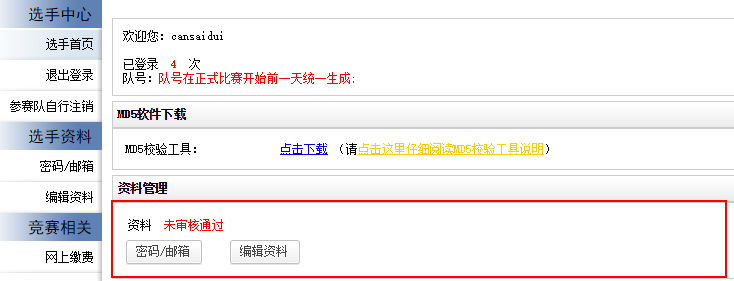 选手中心
选手首页
退出登录
参赛队自行注销
选手资料
密码/邮箱
编辑资料
竞赛相关
网上缴费
欢迎您: cansaidui
已登录 4 次
队号: 队号在正式比赛开始前一天统一生成;
MD5软件下载
MD5校验工具: 点击下载 (请点击这里仔细阅读MD5校验工具说明)
资料管理
资料 未审核通过
密码/邮箱 编辑资料